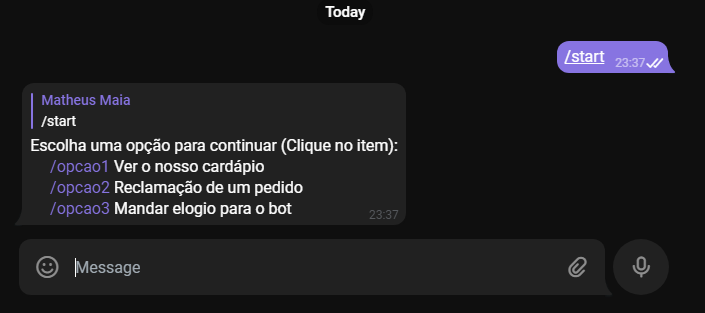 Today
/start 23:37
Matheus Maia
/start
Escolha uma opção para continuar (Clique no item):
/opcao1 Ver o nosso cardápio
/opcao2 Reclamação de um pedido
/opcao3 Mandar elogio para o bot
23:37
Message